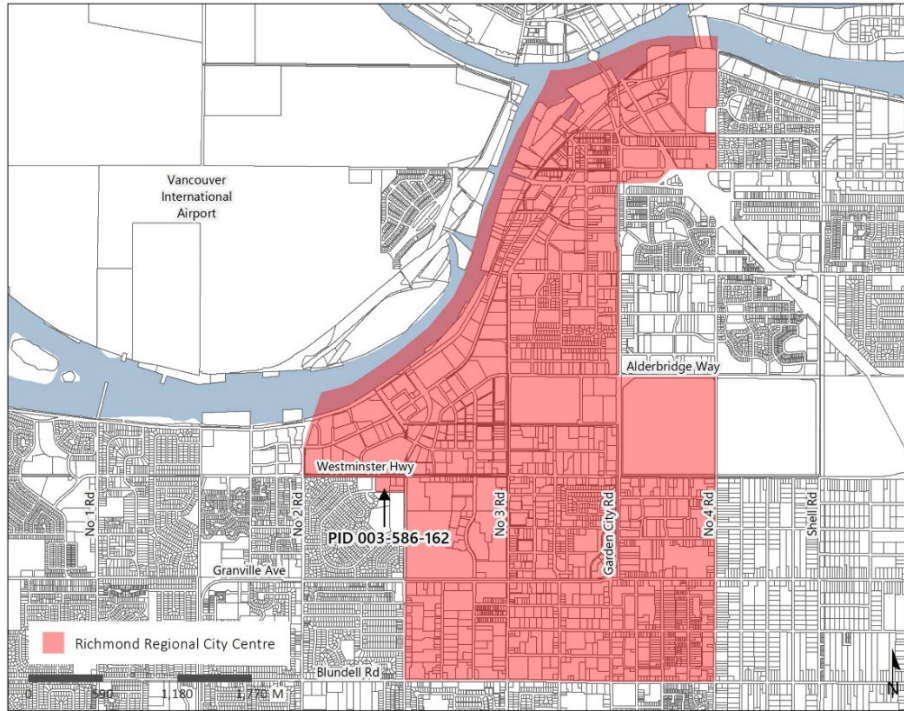 Vancouver
International
Airport
Alderbridge Way
Westminster Hwy
No 1 Rd
No 2 Rd
No 3 Rd
Garden City Rd
No 4 Rd
Shell Rd
PID 003-586-162
Granville Ave
Richmond Regional City Centre
Blundell Rd
0 590 1,180 1,770 M
N